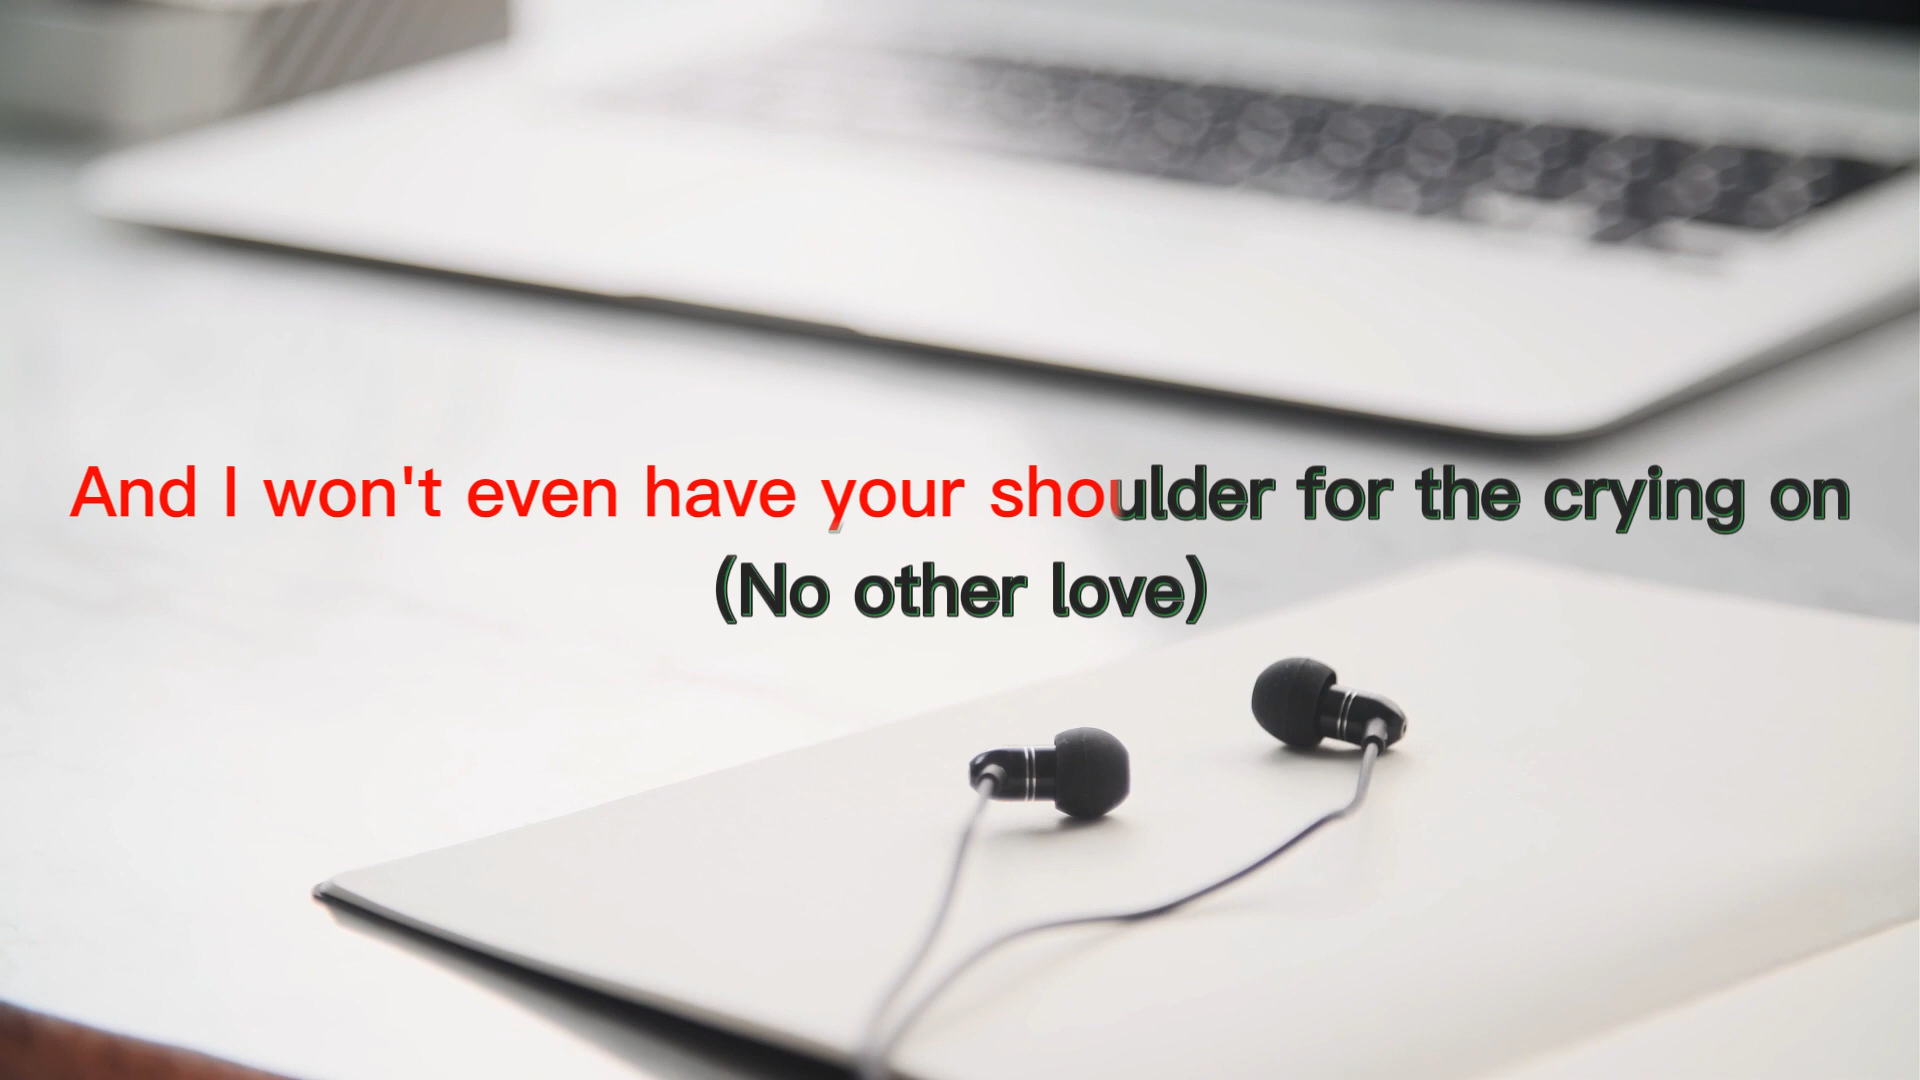 And I won't even have your shoulder for the crying on
(No other love)